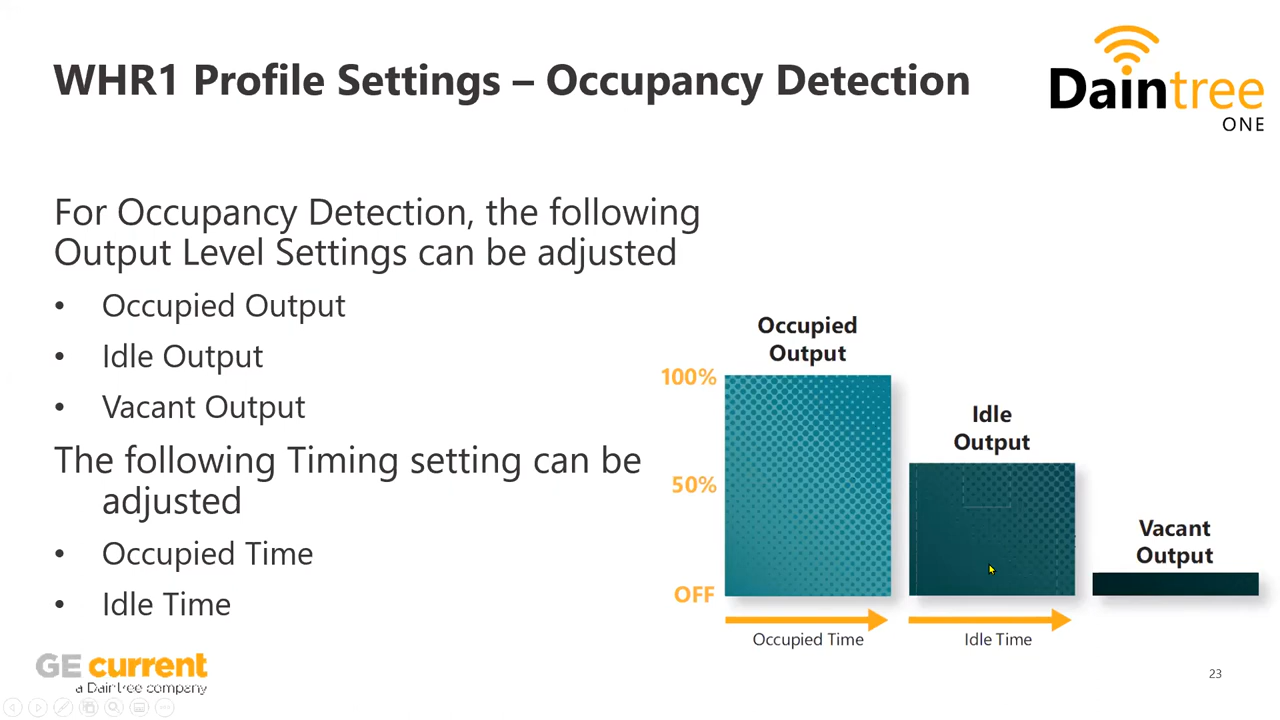 WHR1 Profile Settings – Occupancy Detection
Daintree
ONE
For Occupancy Detection, the following
Output Level Settings can be adjusted
• Occupied Output
• Idle Output
• Vacant Output
The following Timing setting can be
adjusted
• Occupied Time
• Idle Time
Occupied
Output
100%
Idle
Output
50%
Vacant
Output
OFF
Occupied Time
Idle Time
GE current
a Daintree company
23